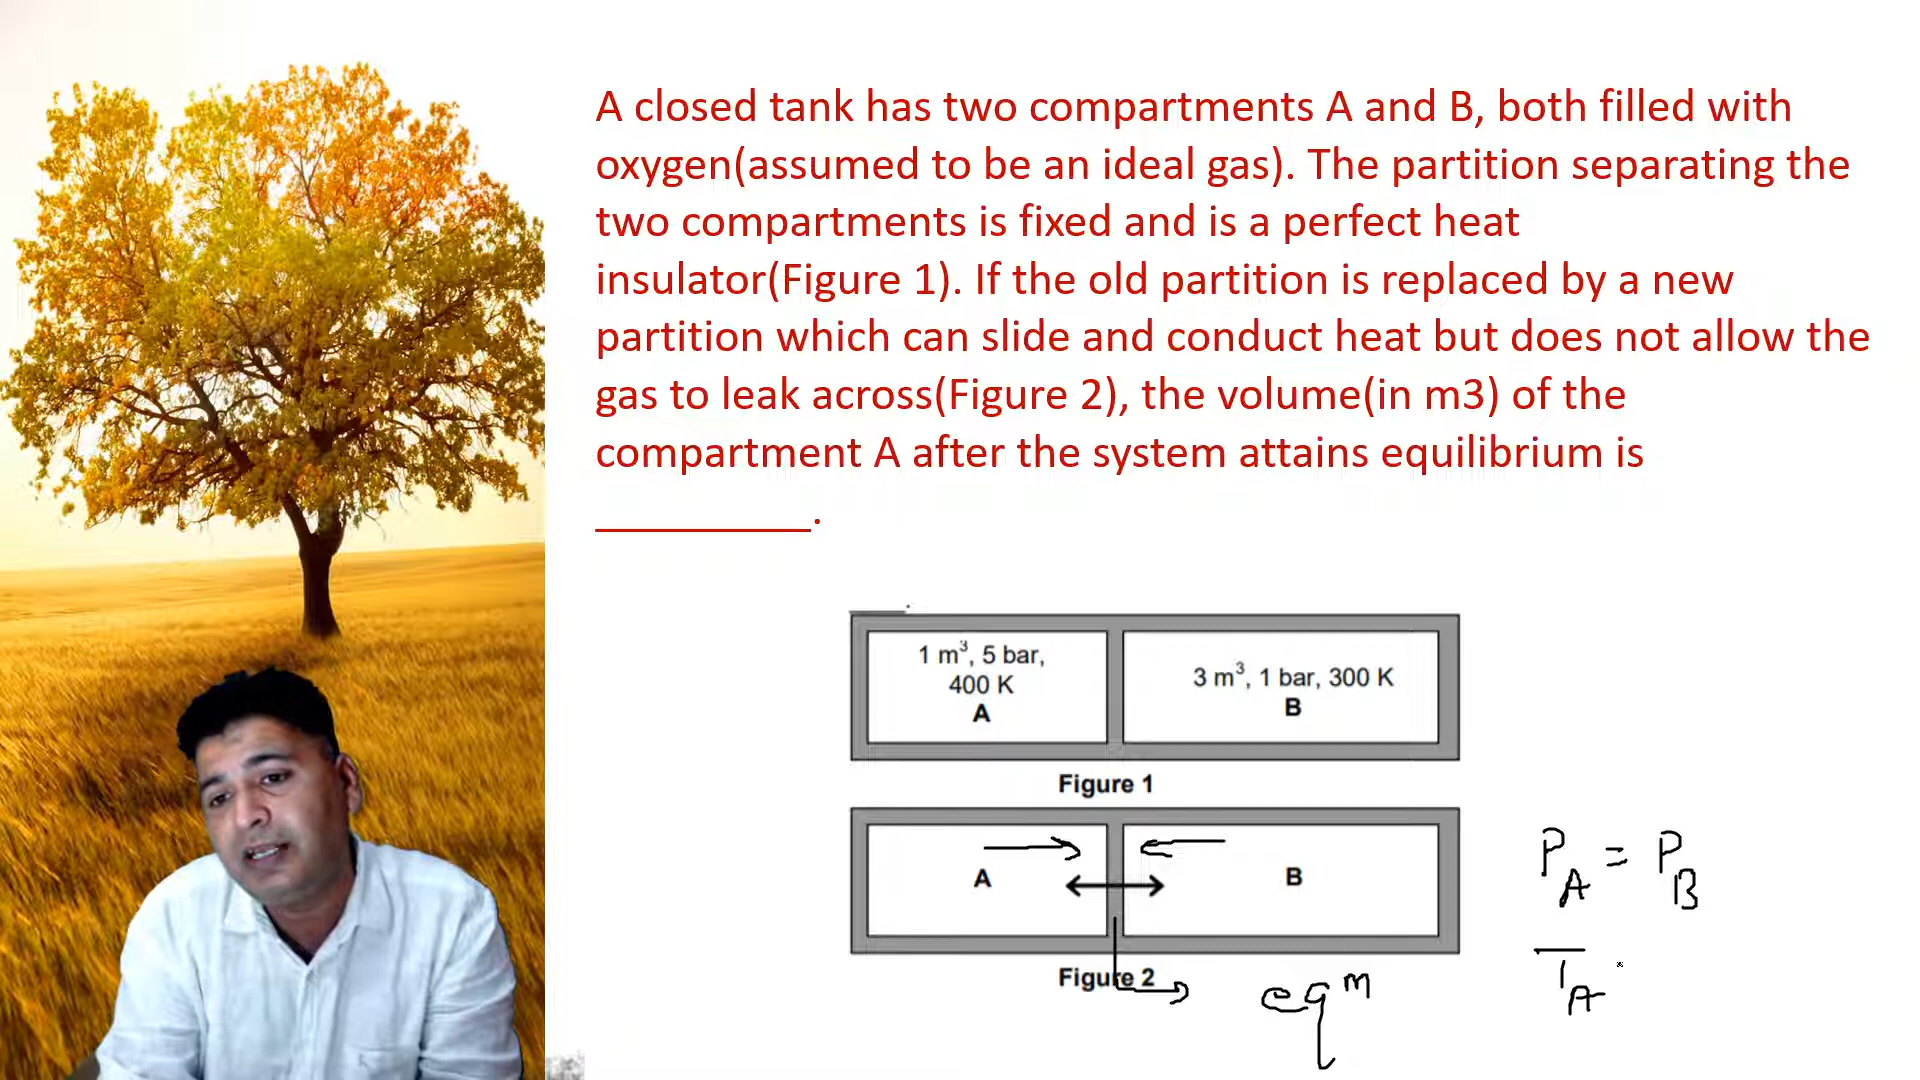 A closed tank has two compartments A and B, both filled with
oxygen(assumed to be an ideal gas). The partition separating the
two compartments is fixed and is a perfect heat
insulator(Figure 1). If the old partition is replaced by a new
partition which can slide and conduct heat but does not allow the
gas to leak across(Figure 2), the volume(in m3) of the
compartment A after the system attains equilibrium is
__________.
1 m³, 5 bar,
400 K
A
3 m³, 1 bar, 300 K
B
Figure 1
A
B
Figure 2
eqᵐ
P_A = P_B
T_A